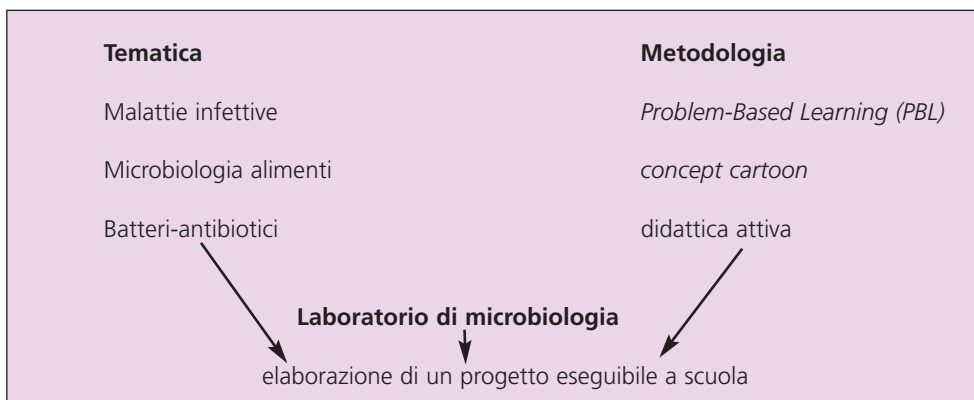 Tematica Metodologia
Malattie infettive Problem-Based Learning (PBL)
Microbiologia alimenti concept cartoon
Batteri-antibiotici didattica attiva
Laboratorio di microbiologia
elaborazione di un progetto eseguibile a scuola